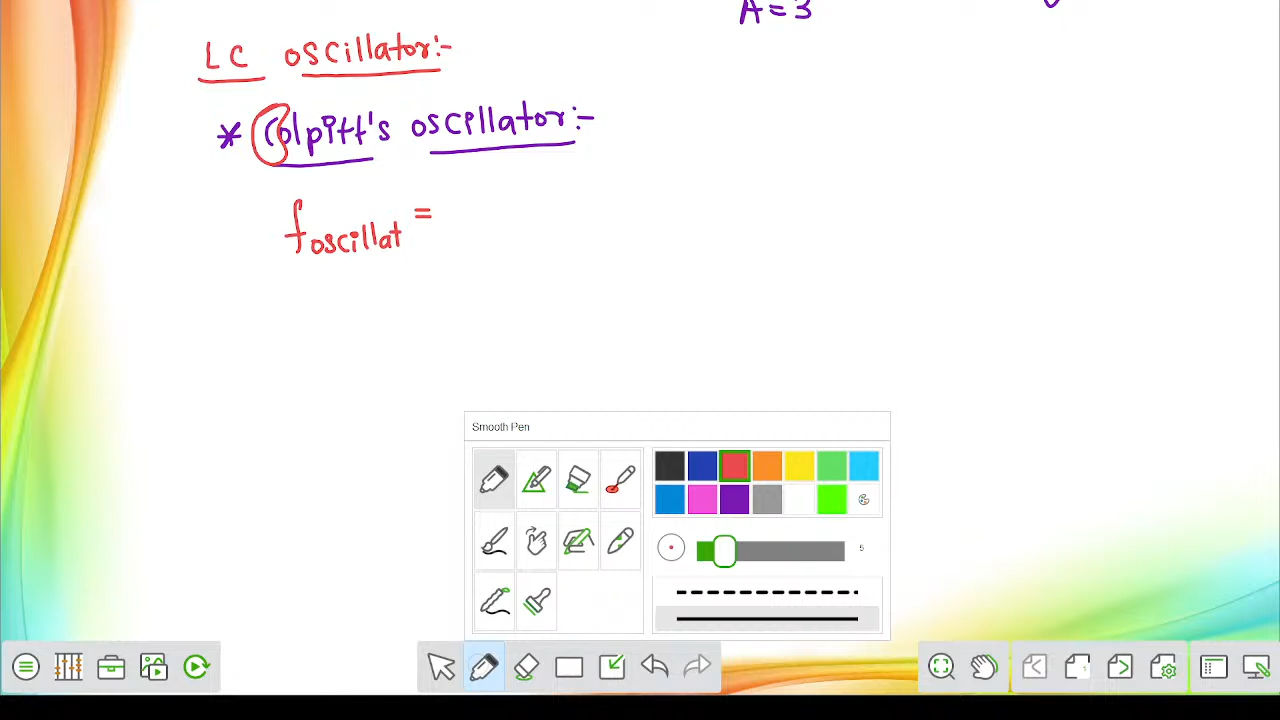 A = 3
LC oscillator:-
* Colpitt's oscillator:-
foscillat =
Smooth Pen
5